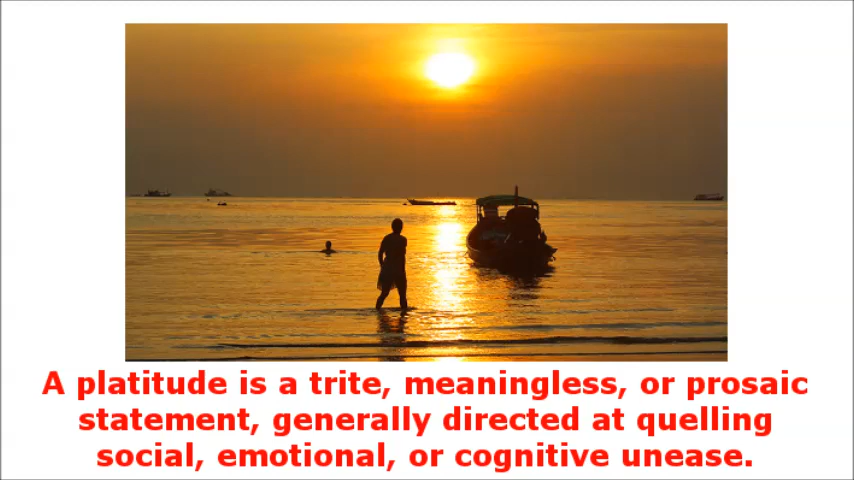 A platitude is a trite, meaningless, or prosaic
statement, generally directed at quelling
social, emotional, or cognitive unease.